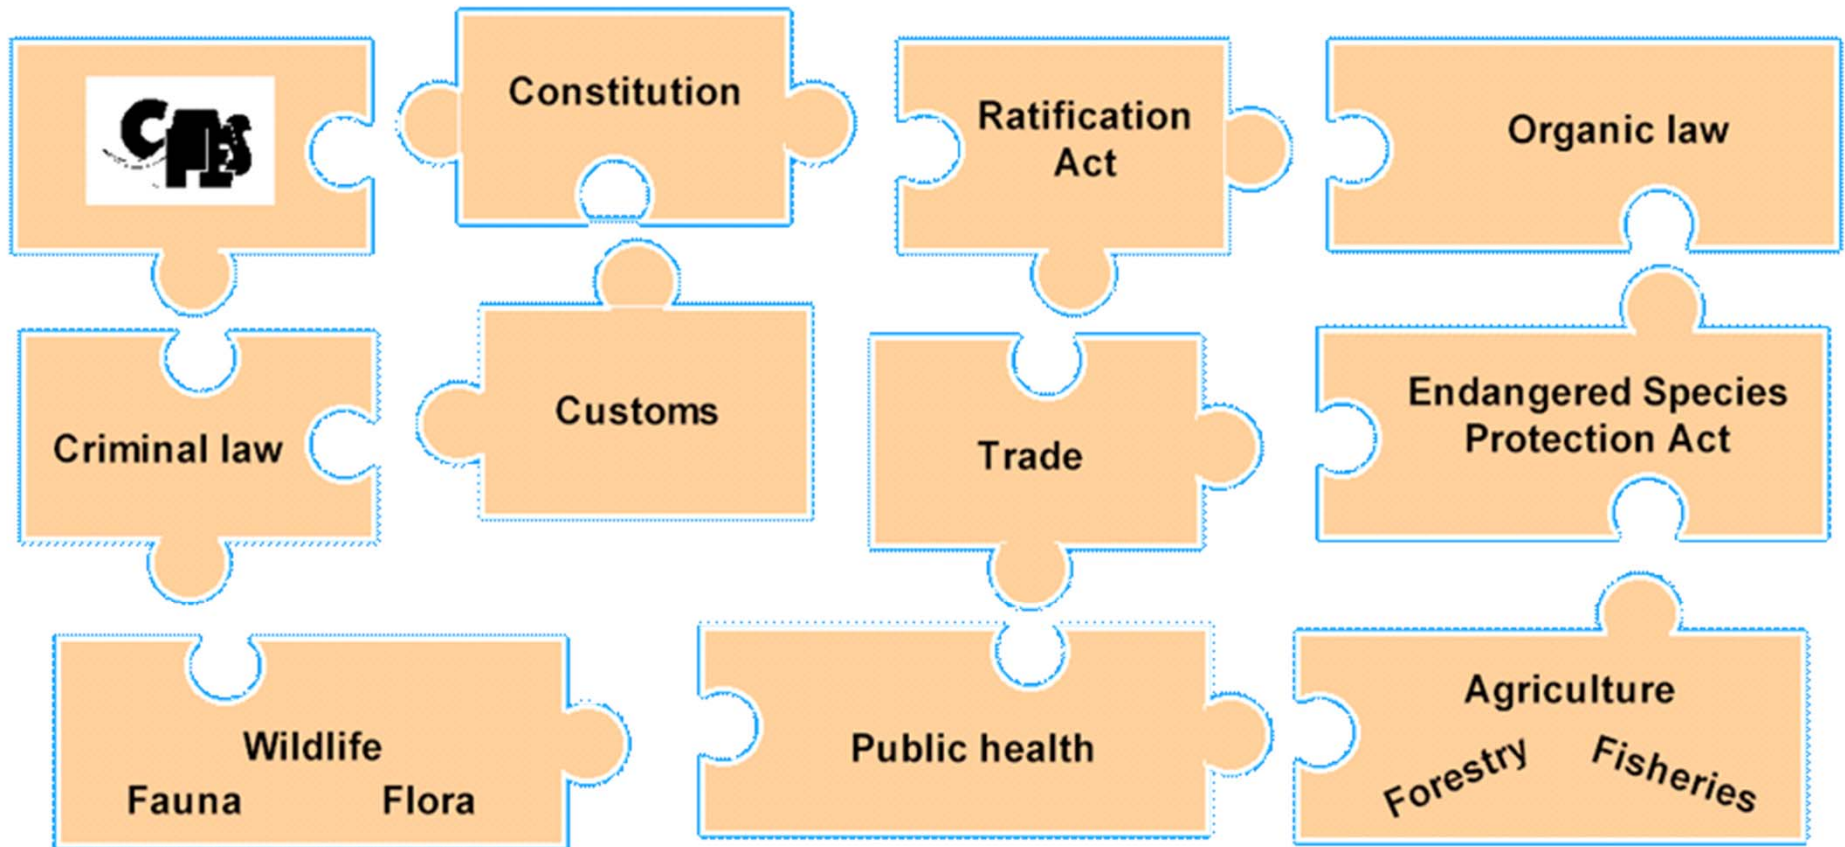 CITES
Constitution
Ratification
Act
Organic law
Criminal law
Customs
Trade
Endangered Species
Protection Act
Wildlife
Fauna Flora
Public health
Agriculture
Forestry Fisheries